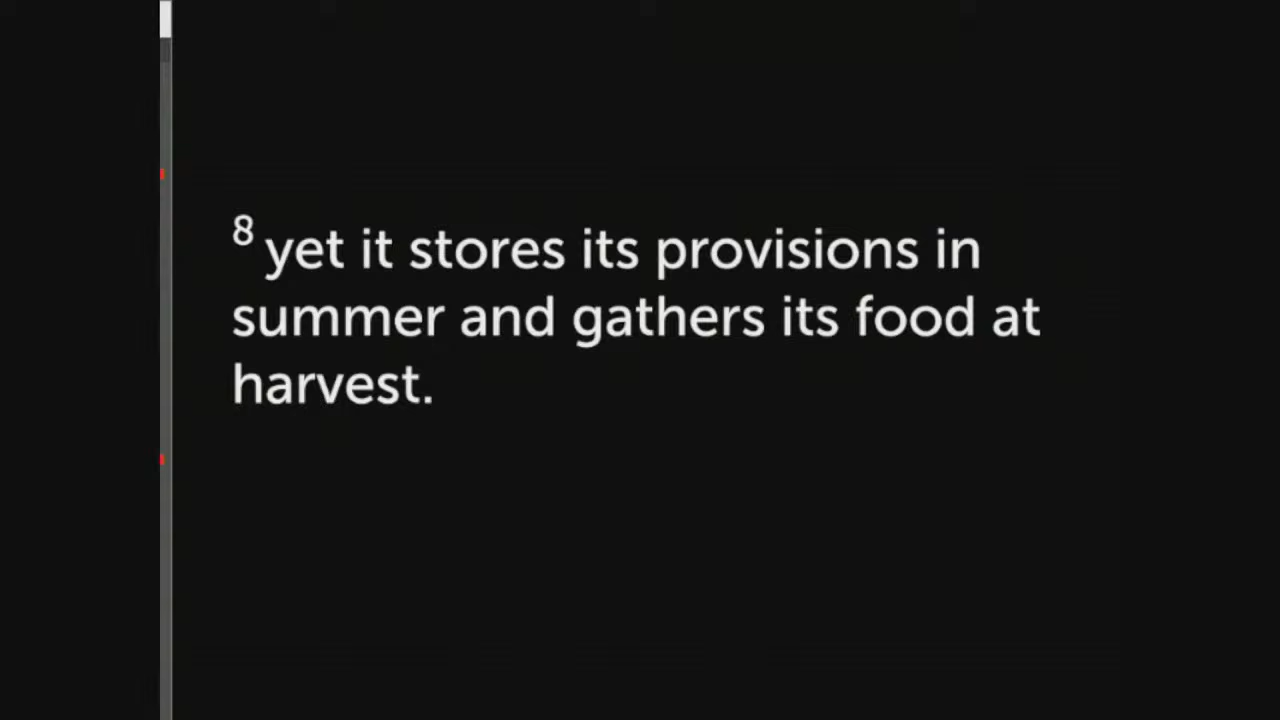 8 yet it stores its provisions in
summer and gathers its food at
harvest.